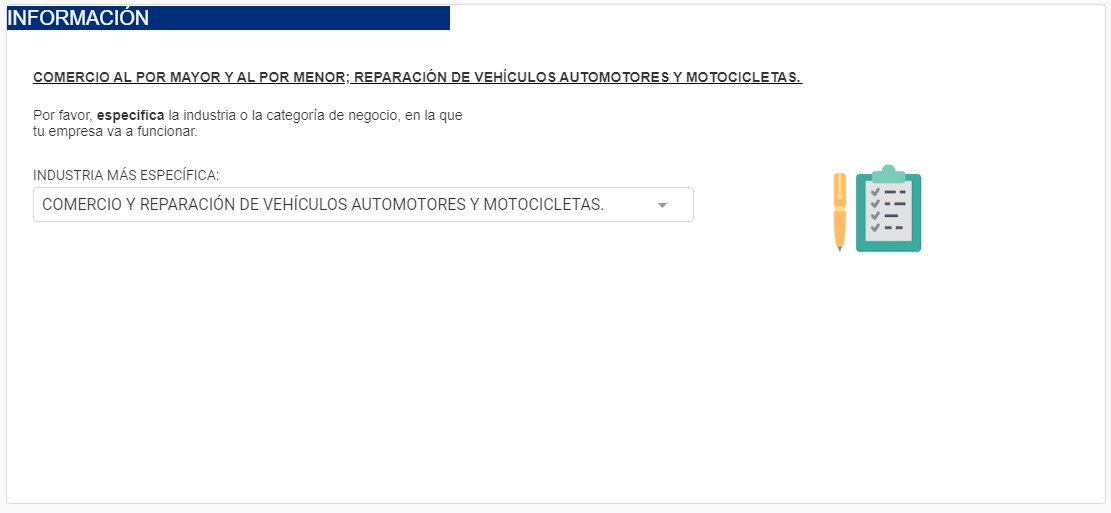 INFORMACIÓN
COMERCIO AL POR MAYOR Y AL POR MENOR; REPARACIÓN DE VEHÍCULOS AUTOMOTORES Y MOTOCICLETAS.
Por favor, especifica la industria o la categoría de negocio, en la que
tu empresa va a funcionar.
INDUSTRIA MÁS ESPECÍFICA:
COMERCIO Y REPARACIÓN DE VEHÍCULOS AUTOMOTORES Y MOTOCICLETAS.